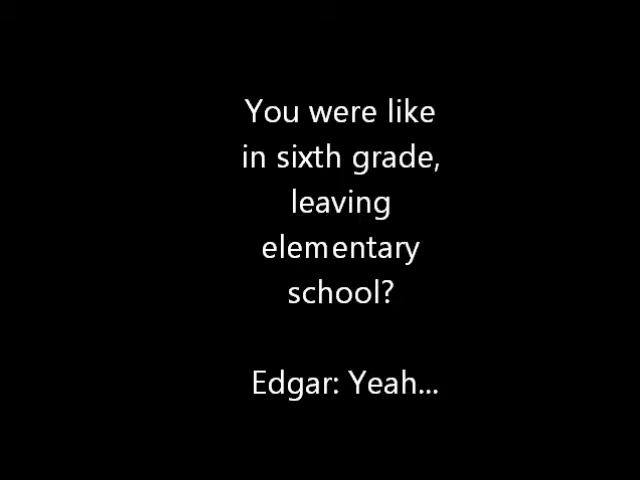 You were like
in sixth grade,
leaving
elementary
school?
Edgar: Yeah...